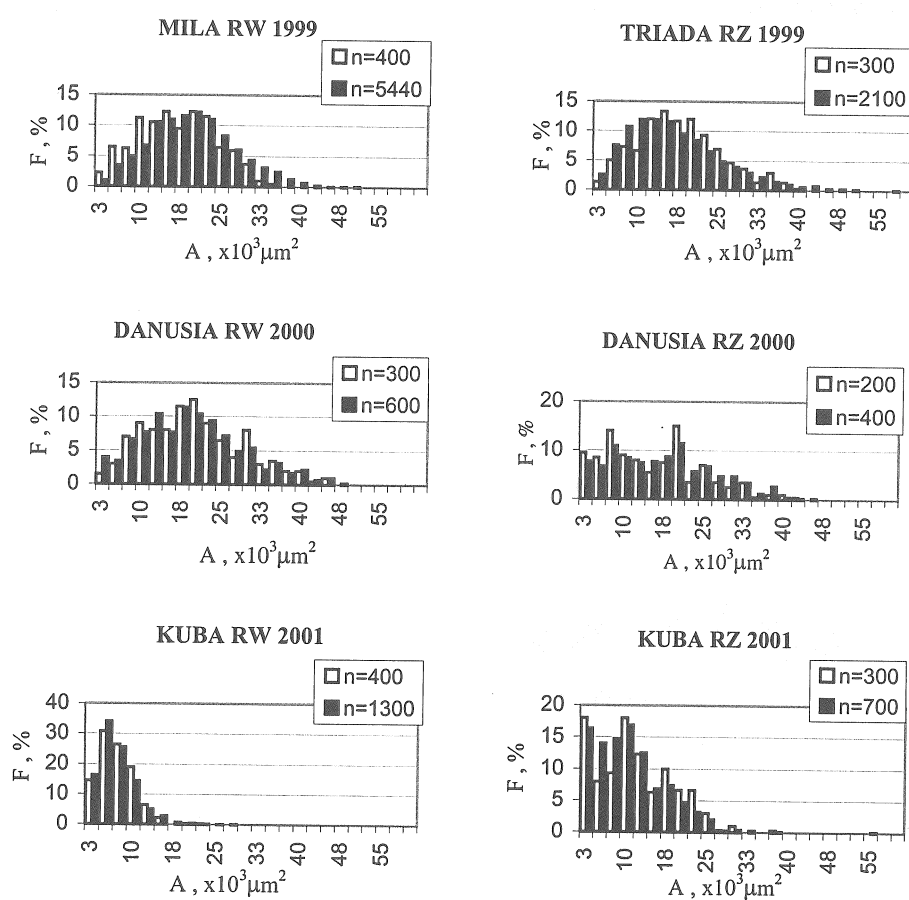 MILA RW 1999
n=400
n=5440
15
10
5
0
F, %
3 10 18 25 33 40 48 55
A , x10³μm²
TRIADA RZ 1999
n=300
n=2100
15
10
5
0
F, %
3 10 18 25 33 40 48 55
A , x10³μm²
DANUSIA RW 2000
n=300
n=600
15
10
5
0
F, %
3 10 18 25 33 40 48 55
A , x10³μm²
DANUSIA RZ 2000
n=200
n=400
20
10
0
F, %
3 10 18 25 33 40 48 55
A , x10³μm²
KUBA RW 2001
n=400
n=1300
40
30
20
10
0
F, %
3 10 18 25 33 40 48 55
A , x10³μm²
KUBA RZ 2001
n=300
n=700
20
15
10
5
0
F, %
3 10 18 25 33 40 48 55
A , x10³μm²